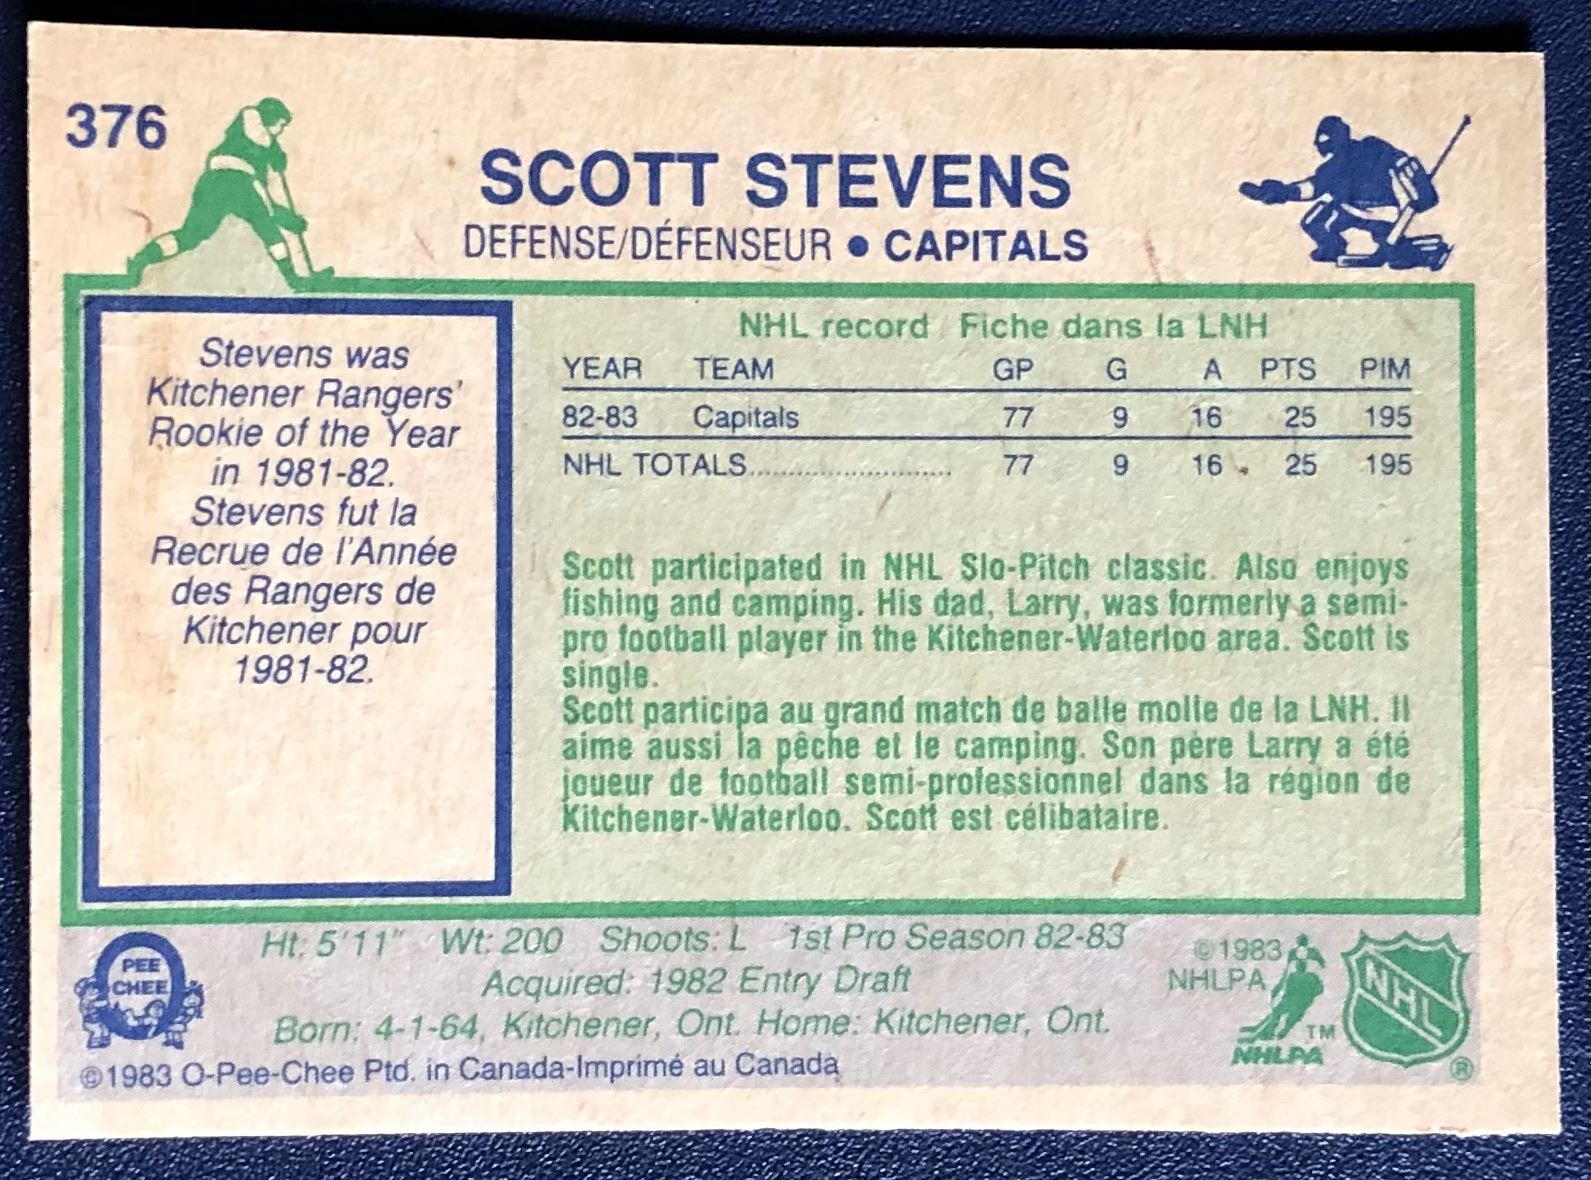 376
SCOTT STEVENS
DEFENSE/DÉFENSEUR • CAPITALS
Stevens was
Kitchener Rangers'
Rookie of the Year
in 1981-82.
Stevens fut la
Recrue de l'Année
des Rangers de
Kitchener pour
1981-82.
NHL record Fiche dans la LNH
YEAR TEAM GP G A PTS PIM
82-83 Capitals 77 9 16 25 195
NHL TOTALS............................ 77 9 16 25 195
Scott participated in NHL Slo-Pitch classic. Also enjoys
fishing and camping. His dad, Larry, was formerly a semi-
pro football player in the Kitchener-Waterloo area. Scott is
single.
Scott participa au grand match de balle molle de la LNH. Il
aime aussi la pêche et le camping. Son père Larry a été
joueur de football semi-professionnel dans la région de
Kitchener-Waterloo. Scott est célibataire.
Ht: 5'11" Wt: 200 Shoots: L 1st Pro Season 82-83
Acquired: 1982 Entry Draft
Born: 4-1-64, Kitchener, Ont. Home: Kitchener, Ont.
PEE
CHEE
©1983
NHLPA
TM
NHLPA
NHL
®
©1983 O-Pee-Chee Ptd. in Canada-Imprimé au Canada